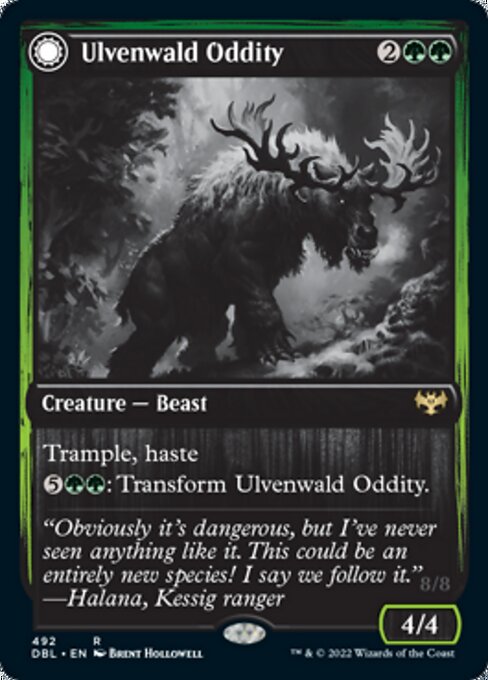 Ulvenwald Oddity 2
Creature — Beast
Trample, haste
5: Transform Ulvenwald Oddity.
“Obviously it’s dangerous, but I’ve never
seen anything like it. This could be an
entirely new species! I say we follow it.”
—Halana, Kessig ranger
8/8
4/4
492 R
DBL • EN Brent Hollowell
™ & © 2022 Wizards of the Coast